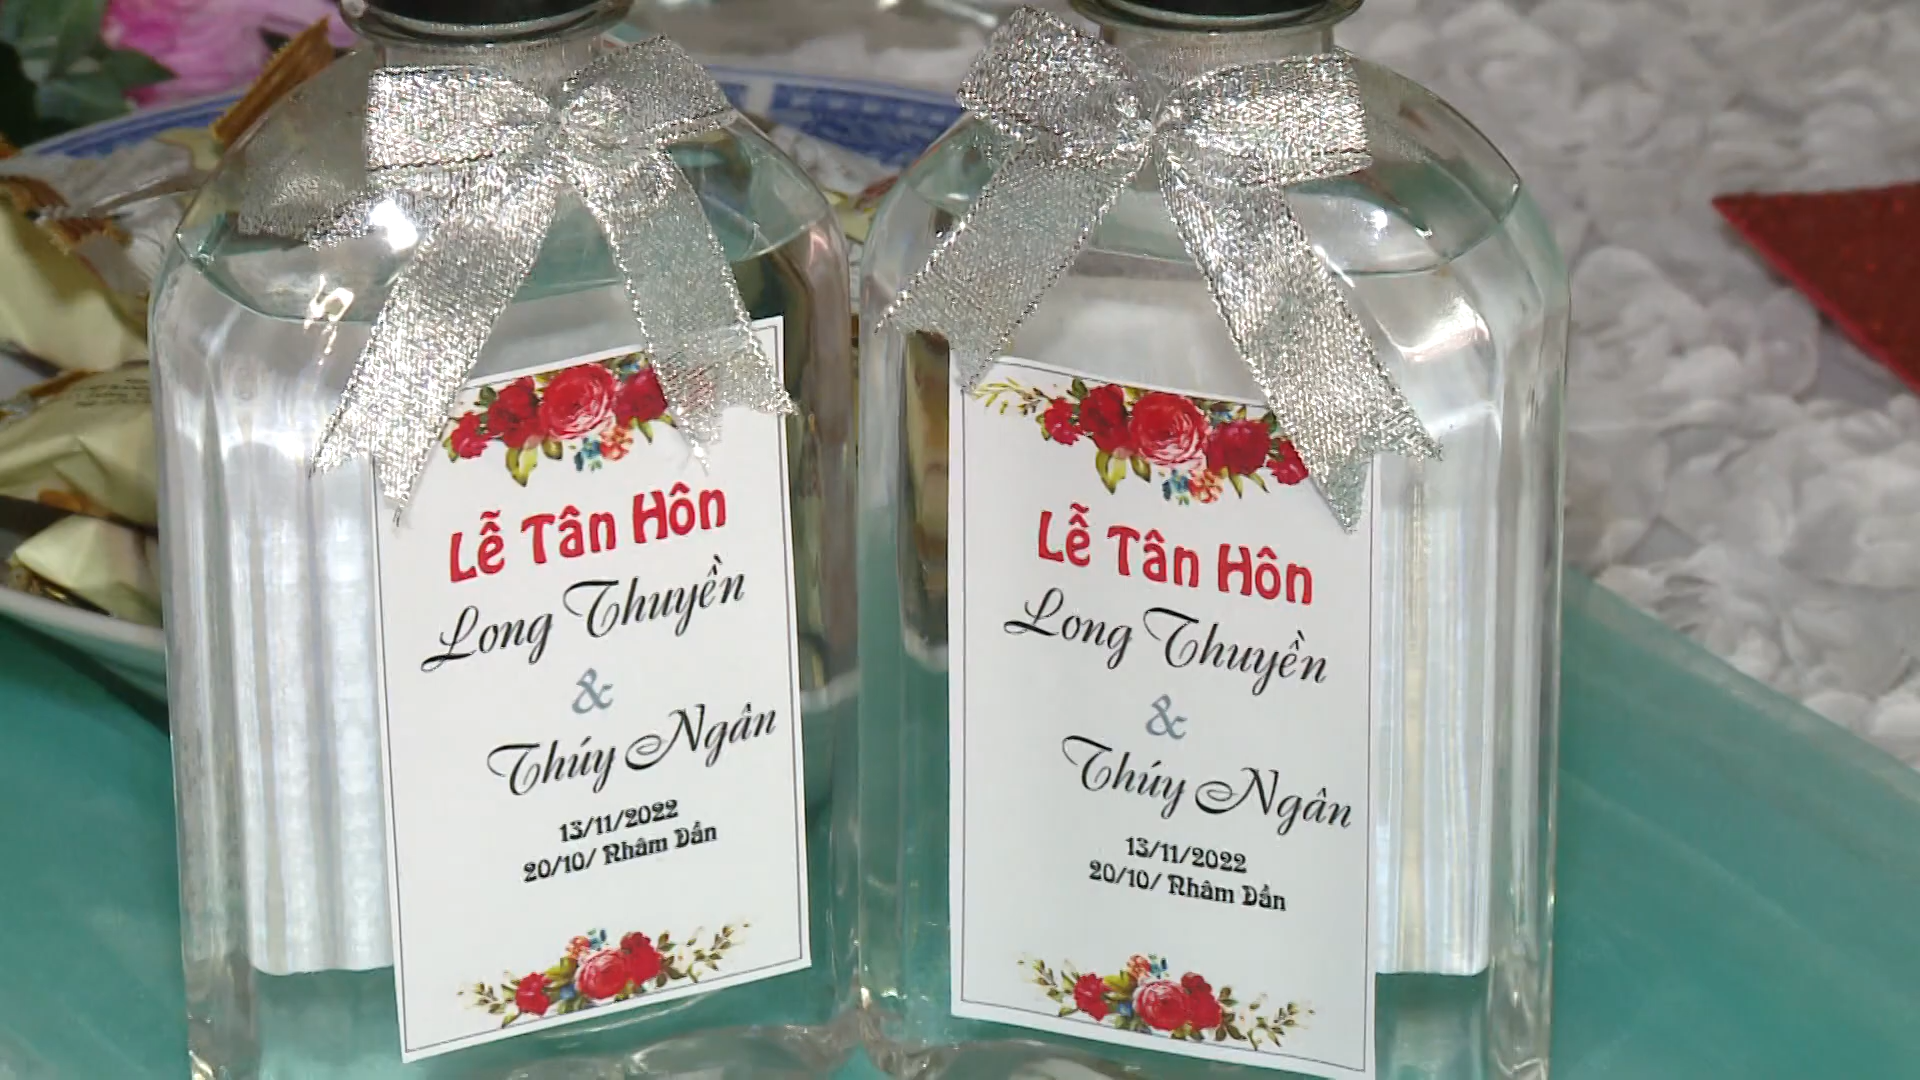 Lễ Tân Hôn
Long Thuyền
&
Thúy Ngân
13/11/2022
20/10/ Nhâm Dần
Lễ Tân Hôn
Long Thuyền
&
Thúy Ngân
13/11/2022
20/10/ Nhâm Dần